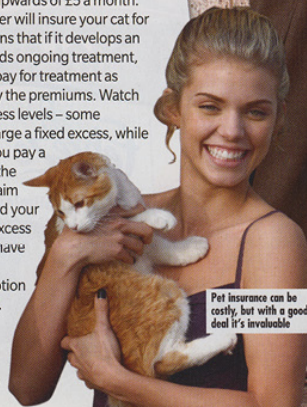 upwards of £5 a month.
er will insure your cat for
ns that if it develops an
ds ongoing treatment,
pay for treatment as
the premiums. Watch
ess levels – some
arge a fixed excess, while
ou pay a
the
aim
d your
xcess
have
otion
Pet insurance can be
costly, but with a good
deal it's invaluable